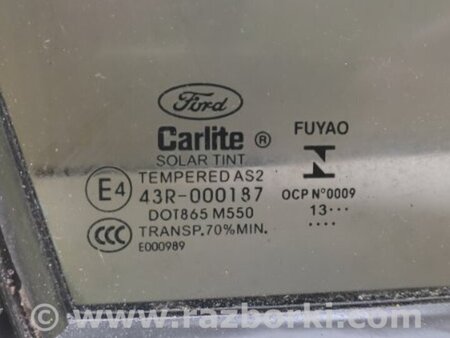 Ford
Carlite ®
SOLAR TINT
TEMPERED AS2
E4 43R-000187
DOT865 M550
CCC TRANSP.70%MIN.
E000989
FUYAO
N
OCP N°0009
13····
····
www.razborki.com